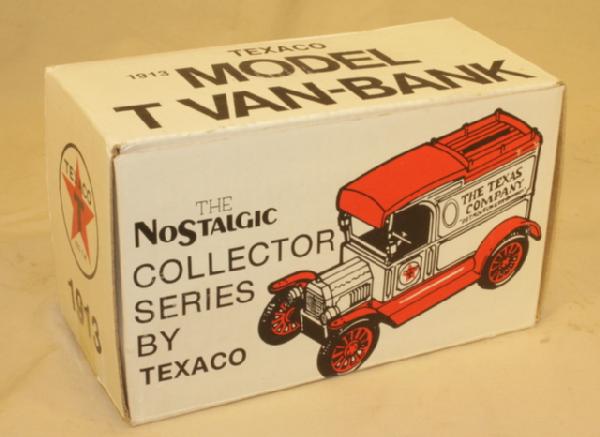 TEXACO
1913 MODEL
T VAN-BANK
TEXACO
1913
THE
NOSTALGIC
COLLECTOR
SERIES
BY
TEXACO
THE TEXAS
COMPANY